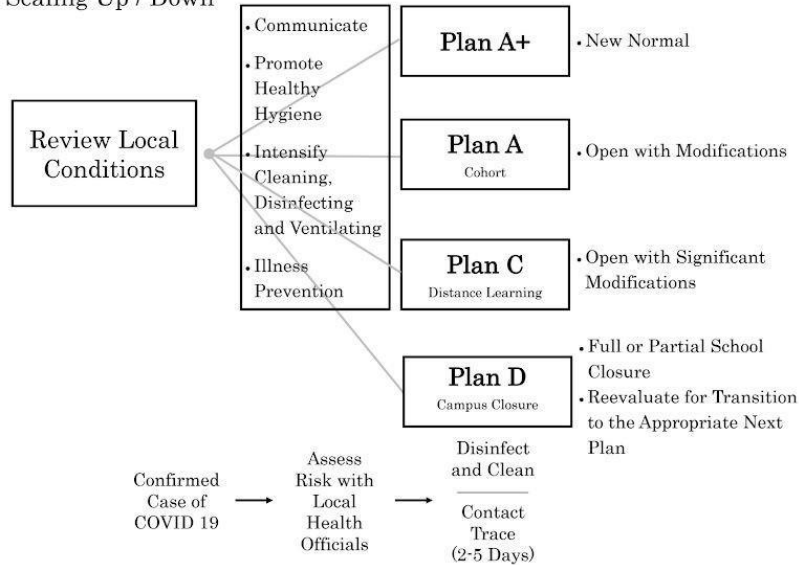 Scaling Up / Down
Review Local
Conditions
• Communicate
• Promote
Healthy
Hygiene
• Intensify
Cleaning,
Disinfecting
and Ventilating
• Illness
Prevention
Plan A+
• New Normal
Plan A
Cohort
• Open with Modifications
Plan C
Distance Learning
• Open with Significant
Modifications
Plan D
Campus Closure
• Full or Partial School
Closure
• Reevaluate for Transition
to the Appropriate Next
Plan
Confirmed
Case of
COVID 19
Assess
Risk with
Local
Health
Officials
Disinfect
and Clean
Contact
Trace
(2-5 Days)